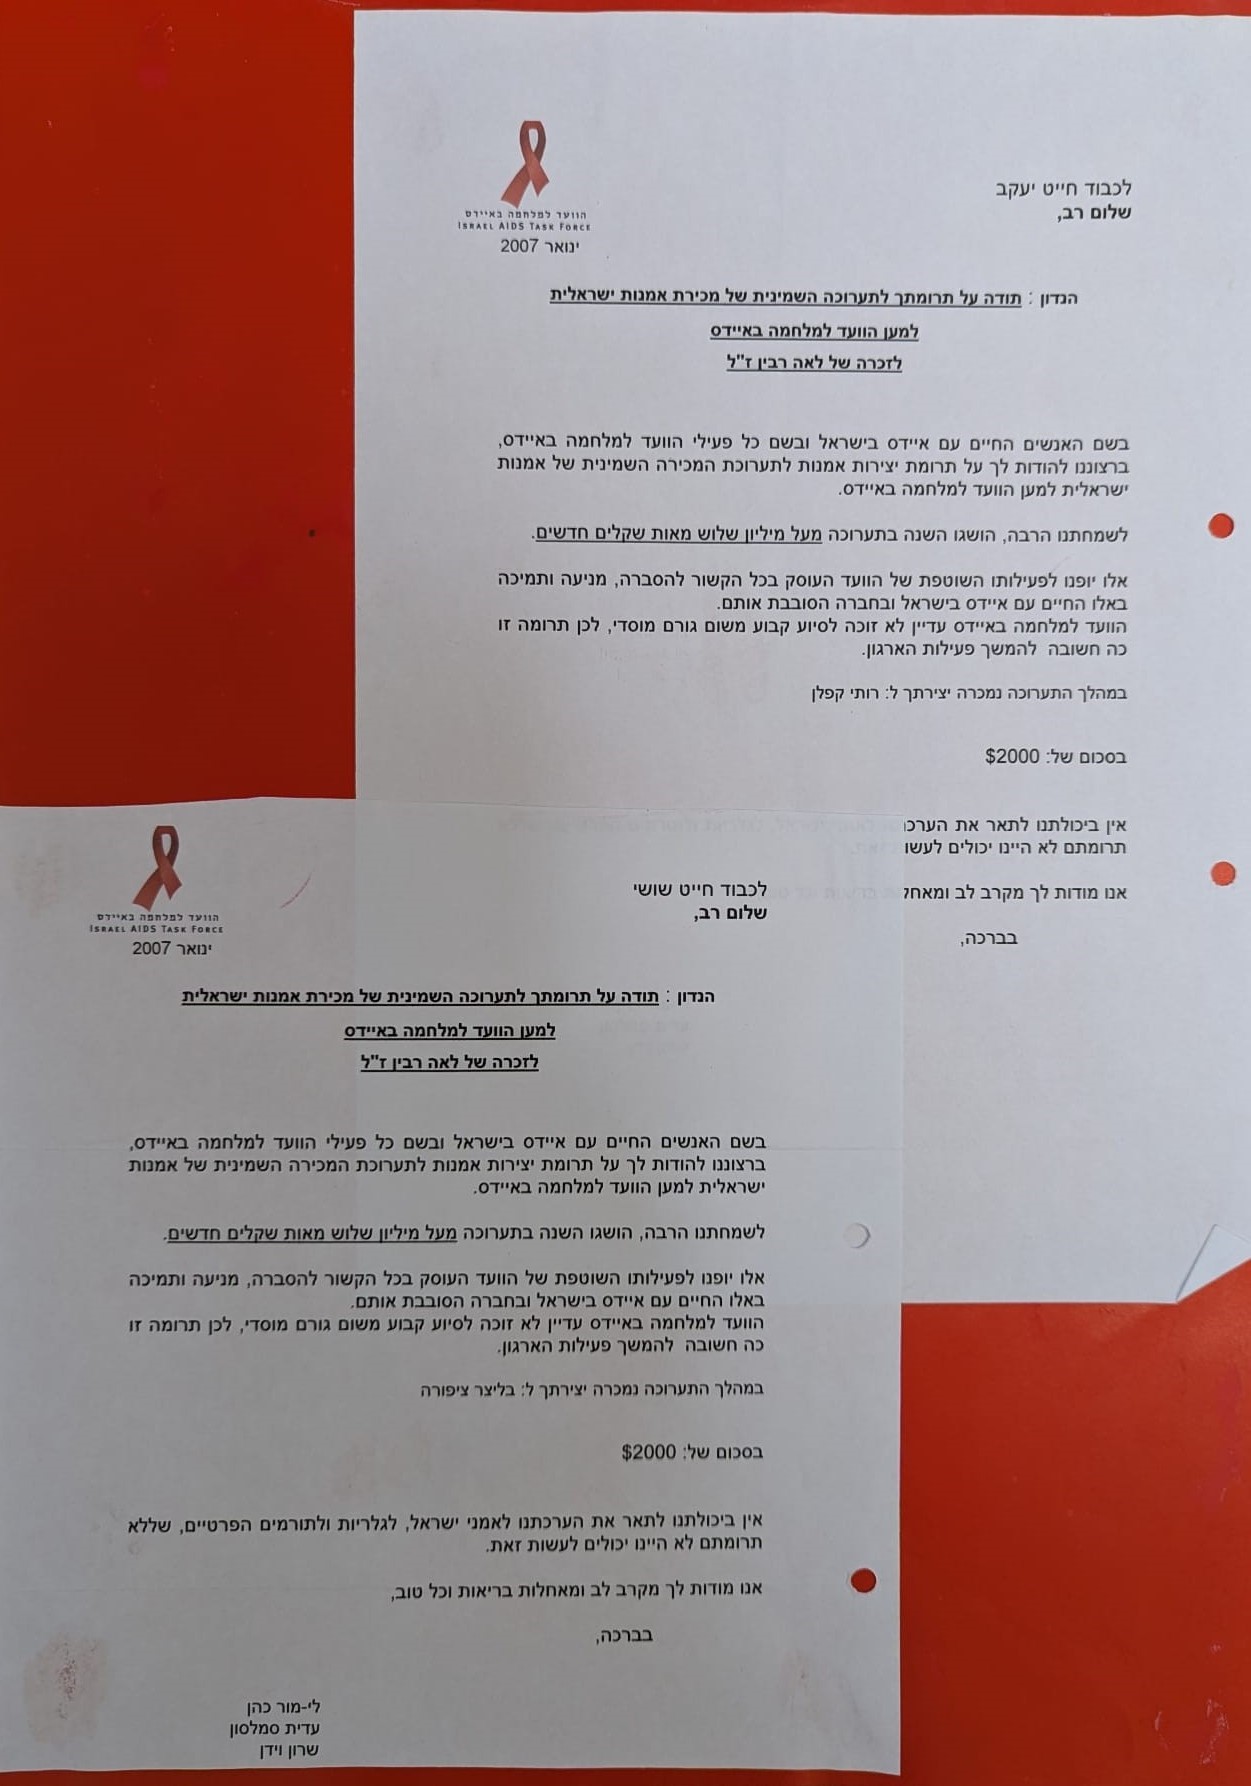 הוועד למלחמה באיידס
ISRAEL AIDS TASK FORCE
ינואר 2007
לכבוד חייט יעקב
שלום רב,
הנדון : תודה על תרומתך לתערוכה השמינית של מכירת אמנות ישראלית
למען הוועד למלחמה באיידס
לזכרה של לאה רבין ז"ל
בשם האנשים החיים עם איידס בישראל ובשם כל פעילי הוועד למלחמה באיידס,
ברצוננו להודות לך על תרומת יצירות אמנות לתערוכת המכירה השמינית של אמנות
ישראלית למען הוועד למלחמה באיידס.
לשמחתנו הרבה, הושגו השנה בתערוכה מעל מיליון שלוש מאות שקלים חדשים.
אלו יופנו לפעילותו השוטפת של הוועד העוסק בכל הקשור להסברה, מניעה ותמיכה
באלו החיים עם איידס בישראל ובחברה הסובבת אותם.
הוועד למלחמה באיידס עדיין לא זוכה לסיוע קבוע משום גורם מוסדי, לכן תרומה זו
כה חשובה להמשך פעילות הארגון.
במהלך התערוכה נמכרה יצירתך ל: רותי קפלן
בסכום של: 2000$
אין ביכולתנו לתאר את הערכ
תרומתם לא היינו יכולים לעשו
אנו מודות לך מקרב לב ומאחל
בברכה,
הוועד למלחמה באיידס
ISRAEL AIDS TASK FORCE
ינואר 2007
לכבוד חייט שושי
שלום רב,
הנדון : תודה על תרומתך לתערוכה השמינית של מכירת אמנות ישראלית
למען הוועד למלחמה באיידס
לזכרה של לאה רבין ז"ל
בשם האנשים החיים עם איידס בישראל ובשם כל פעילי הוועד למלחמה באיידס,
ברצוננו להודות לך על תרומת יצירות אמנות לתערוכת המכירה השמינית של אמנות
ישראלית למען הוועד למלחמה באיידס.
לשמחתנו הרבה, הושגו השנה בתערוכה מעל מיליון שלוש מאות שקלים חדשים.
אלו יופנו לפעילותו השוטפת של הוועד העוסק בכל הקשור להסברה, מניעה ותמיכה
באלו החיים עם איידס בישראל ובחברה הסובבת אותם.
הוועד למלחמה באיידס עדיין לא זוכה לסיוע קבוע משום גורם מוסדי, לכן תרומה זו
כה חשובה להמשך פעילות הארגון.
במהלך התערוכה נמכרה יצירתך ל: בליצר ציפורה
בסכום של: 2000$
אין ביכולתנו לתאר את הערכתנו לאמני ישראל, לגלריות ולתורמים הפרטיים, שללא
תרומתם לא היינו יכולים לעשות זאת.
אנו מודות לך מקרב לב ומאחלות בריאות וכל טוב,
בברכה,
לי-מור כהן
עדית סמלסון
שרון וידן